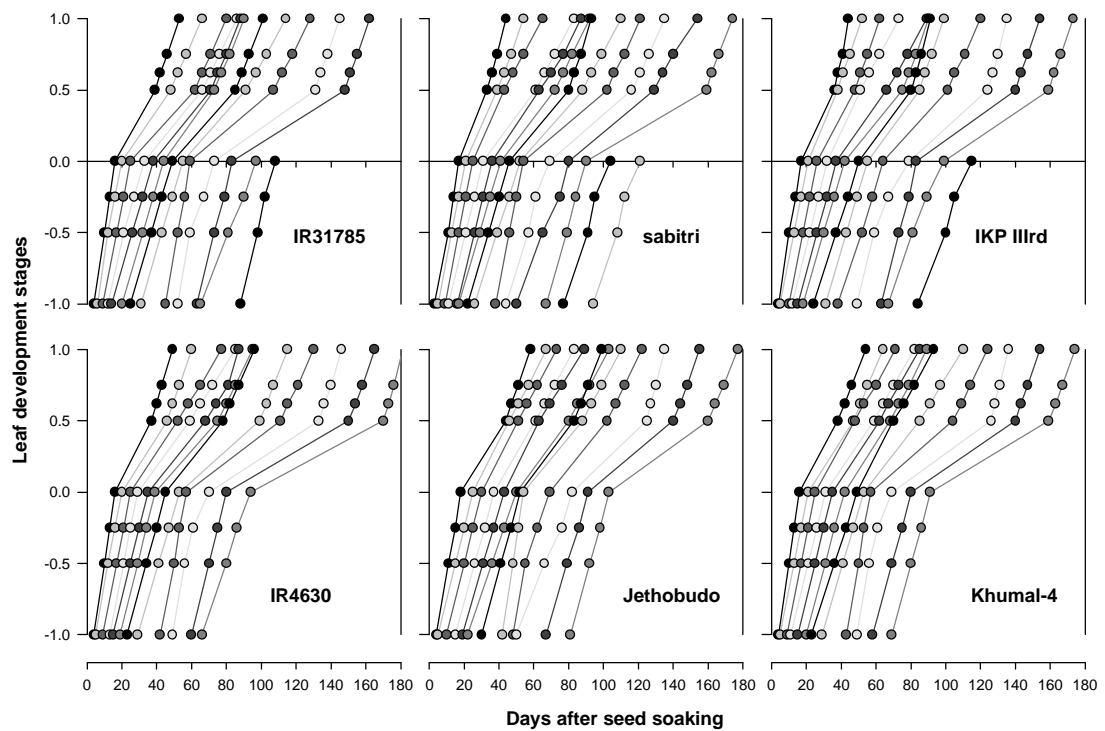 Leaf development stages
1.0
0.5
0.0
-0.5
-1.0
IR31785
sabitri
IKP IIIrd
1.0
0.5
0.0
-0.5
-1.0
IR4630
Jethobudo
Khumal-4
0 20 40 60 80 100 120 140 160 180
0 20 40 60 80 100 120 140 160 180
0 20 40 60 80 100 120 140 160 180
Days after seed soaking